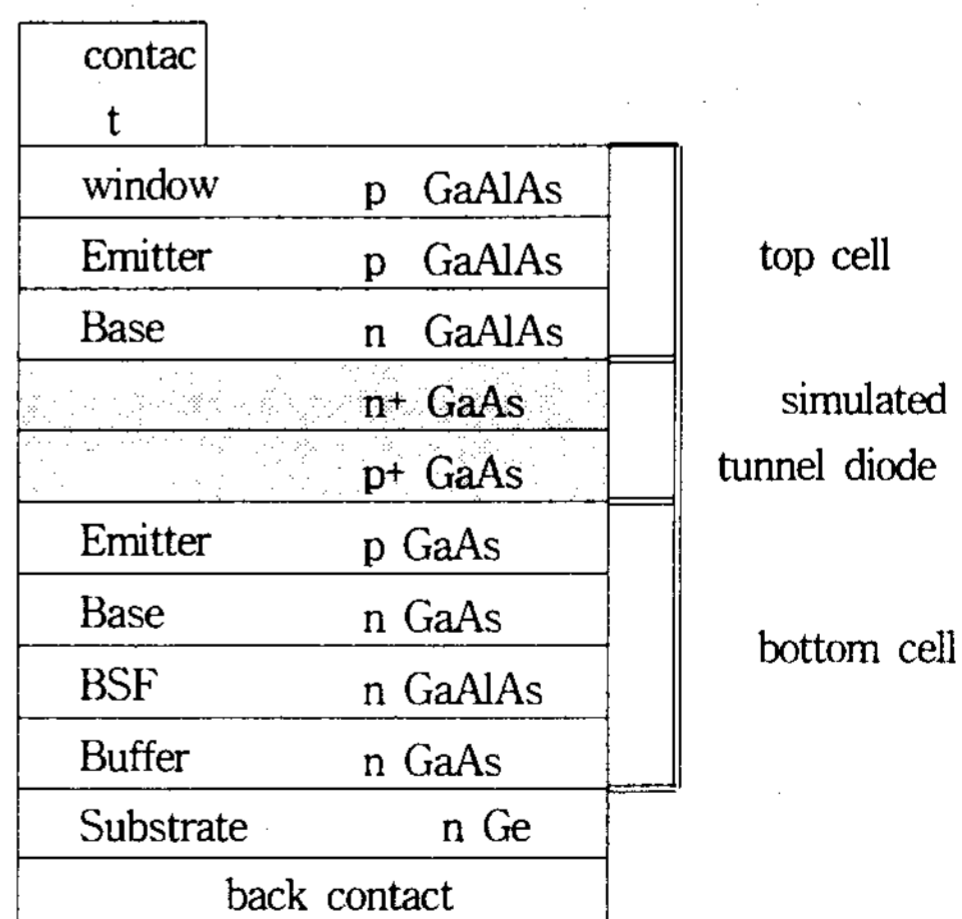 contac
t
window p GaAlAs
Emitter p GaAlAs
Base n GaAlAs
top cell
n+ GaAs
p+ GaAs
simulated
tunnel diode
Emitter p GaAs
Base n GaAs
BSF n GaAlAs
Buffer n GaAs
bottom cell
Substrate n Ge
back contact